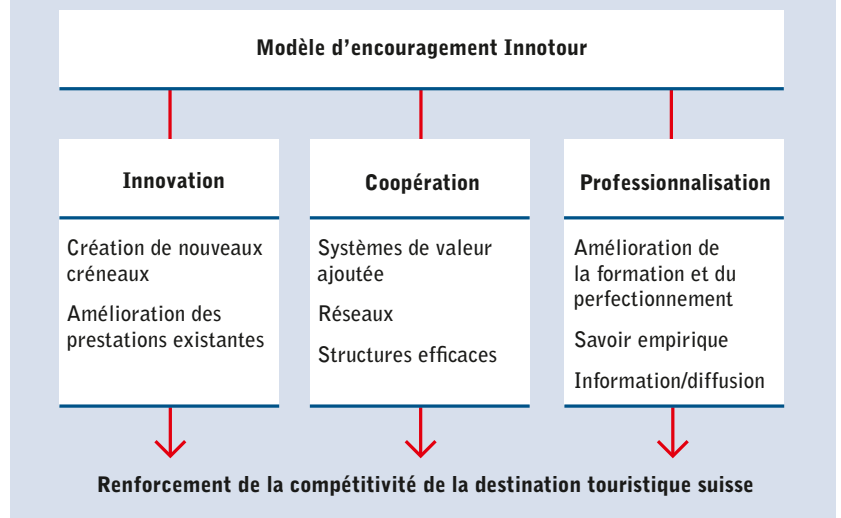 Modèle d’encouragement Innotour
Innovation
Création de nouveaux
créneaux
Amélioration des
prestations existantes
Coopération
Systèmes de valeur
ajoutée
Réseaux
Structures efficaces
Professionnalisation
Amélioration de
la formation et du
perfectionnement
Savoir empirique
Information/diffusion
Renforcement de la compétitivité de la destination touristique suisse